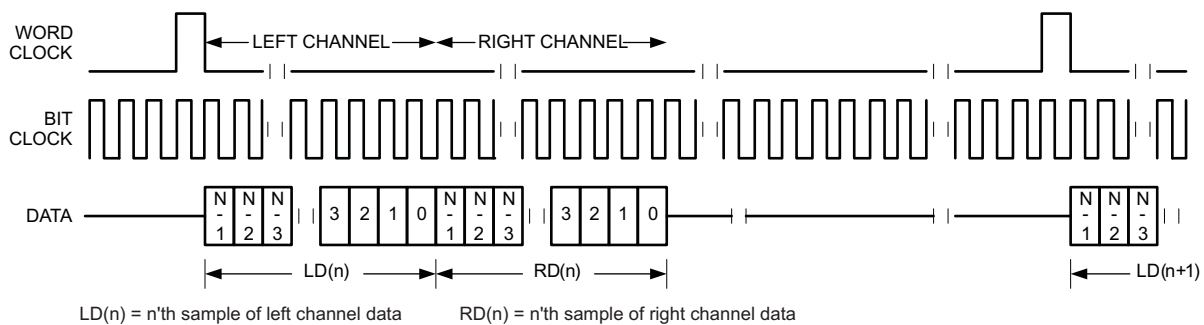 WORD
CLOCK
LEFT CHANNEL
RIGHT CHANNEL
BIT
CLOCK
DATA
N-1 N-2 N-3 3 2 1 0 N-1 N-2 N-3 3 2 1 0 N-1 N-2 N-3
LD(n) RD(n) LD(n+1)
LD(n) = n'th sample of left channel data RD(n) = n'th sample of right channel data